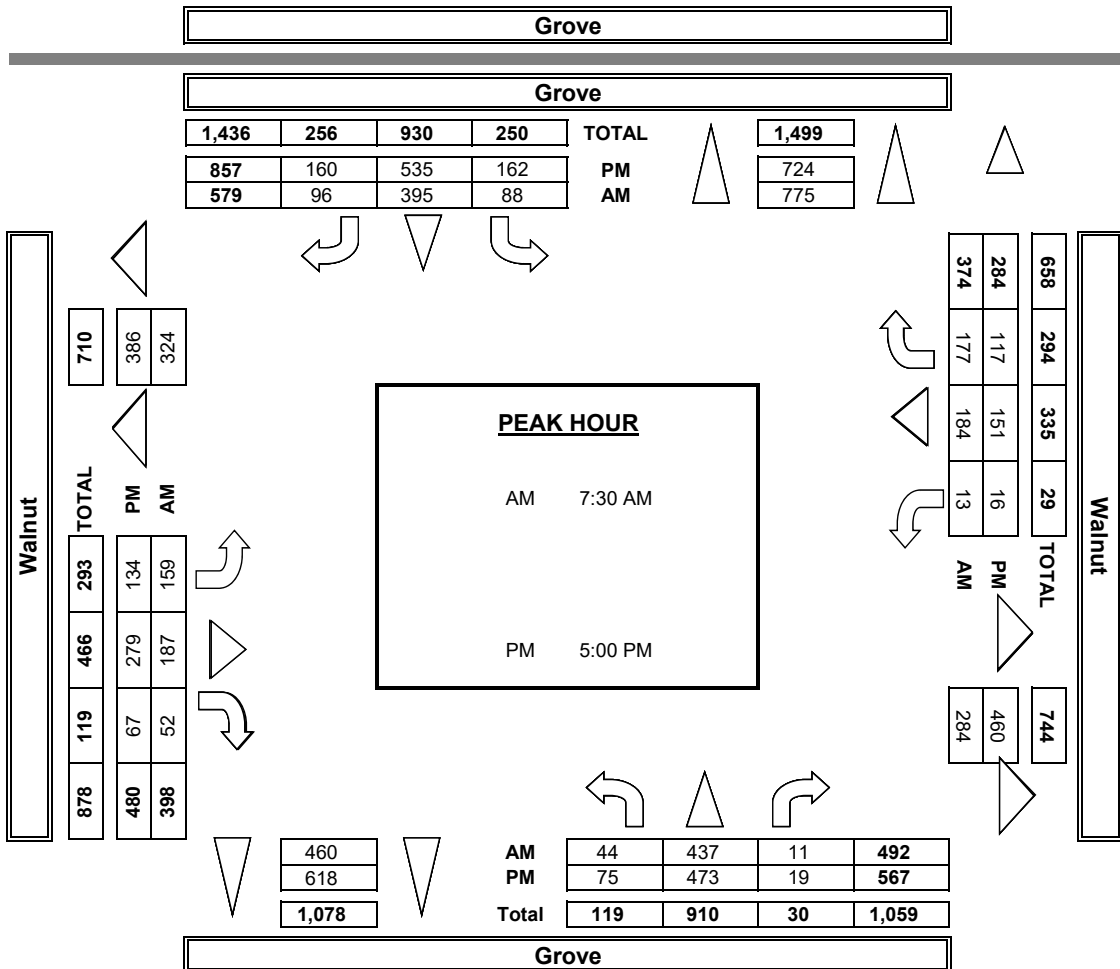 Grove
Grove
1,436 256 930 250 TOTAL 1,499
857 160 535 162 PM 724
579 96 395 88 AM 775
Walnut
710
386
324
TOTAL
PM
AM
293 466 119 878
134 279 67 480
159 187 52 398
PEAK HOUR
AM 7:30 AM
PM 5:00 PM
658 294 335 29 TOTAL
284 117 151 16 PM
374 177 184 13 AM
744
460
284
Walnut
460 AM 44 437 11 492
618 PM 75 473 19 567
1,078 Total 119 910 30 1,059
Grove